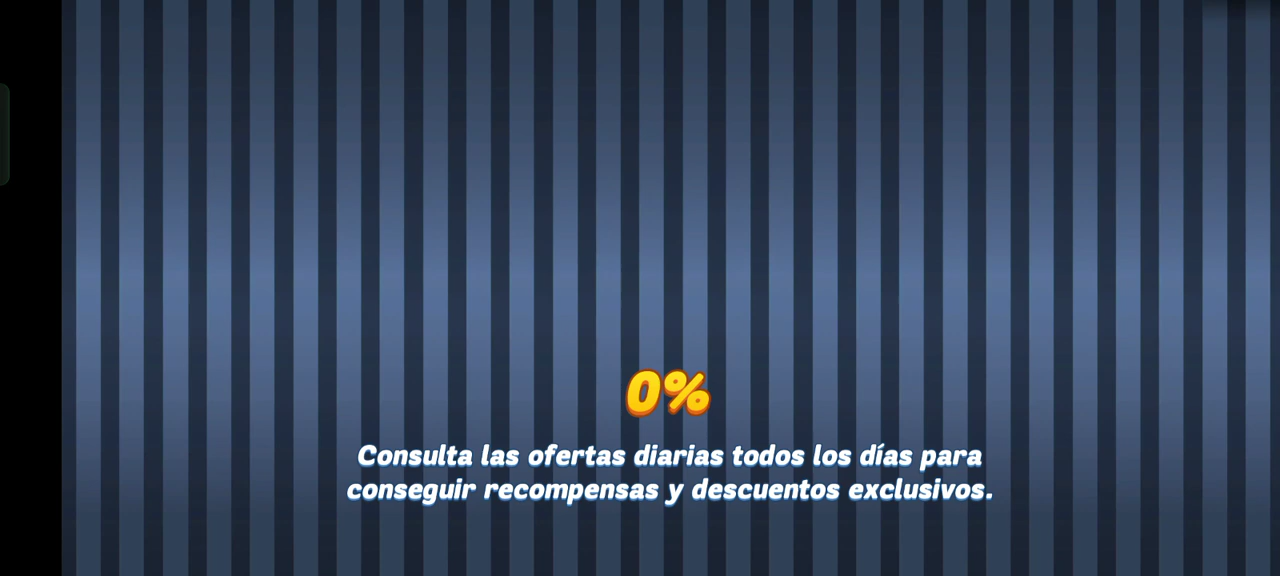 0%
Consulta las ofertas diarias todos los días para
conseguir recompensas y descuentos exclusivos.